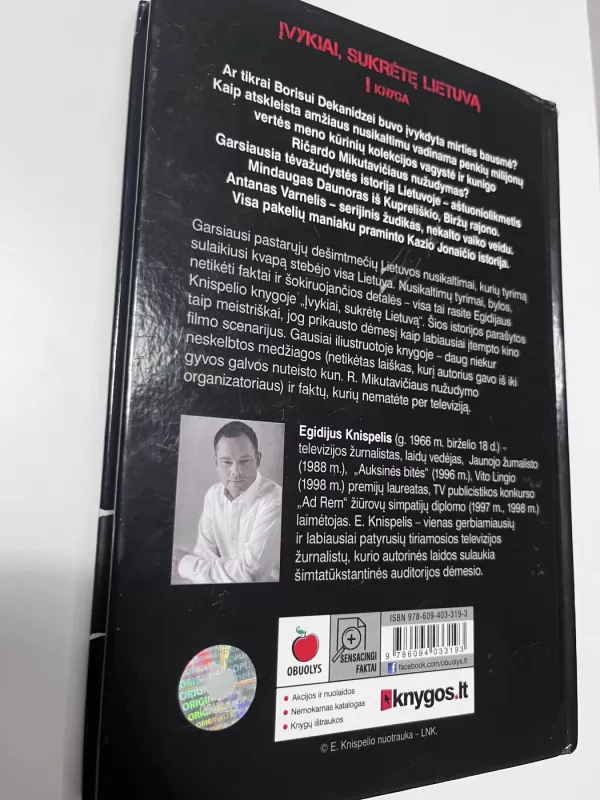 ĮVYKIAI, SUKRĖTĘ LIETUVĄ
I KNYGA
Ar tikrai Borisui Dekanidzei buvo įvykdyta mirties bausmė?
Kaip atskleista amžiaus nusikaltimu vadinama penkių milijonų
vertės meno kūrinių kolekcijos vagystė ir kunigo
Ričardo Mikutavičiaus nužudymas?
Garsiausia tėvažudystės istorija Lietuvoje – aštuoniolikmetis
Mindaugas Daunoras iš Kupreliškio, Biržų rajono.
Antanas Varnelis – serijinis žudikas, nekalto vaiko veidu.
Visa pakelių maniaku praminto Kazio Jonaičio istorija.
Garsiausi pastarųjų dešimtmečių Lietuvos nusikaltimai, kurių tyrimą
sulaikiusi kvapą stebėjo visa Lietuva. Nusikaltimų tyrimai, bylos,
netikėti faktai ir šokiruojančios detalės – visa tai rasite Egidijaus
Knispelio knygoje „Įvykiai, sukrėtę Lietuvą“. Šios istorijos parašytos
taip meistriškai, jog prikausto dėmesį kaip labiausiai įtempto kino
filmo scenarijus. Gausiai iliustruotoje knygoje – daug niekur
neskelbtos medžiagos (netikėtas laiškas, kurį autorius gavo iš iki
gyvos galvos nuteisto kun. R. Mikutavičiaus nužudymo
organizatoriaus) ir faktų, kurių nematėte per televiziją.
Egidijus Knispelis (g. 1966 m. birželio 18 d.) –
televizijos žurnalistas, laidų vedėjas, Jaunojo žurnalisto
(1988 m.), „Auksinės bitės“ (1996 m.), Vito Lingio
(1998 m.) premijų laureatas, TV publicistikos konkurso
„Ad Rem“ žiūrovų simpatijų diplomo (1997 m., 1998 m.)
laimėtojas. E. Knispelis – vienas gerbiamiausių
ir labiausiai patyrusių tiriamosios televizijos
žurnalistų, kurio autorinės laidos sulaukia
šimtatūkstantinės auditorijos dėmesio.
ISBN 978-609-403-319-3
9 786094 033193
OBUOLYS
SENSACINGI
FAKTAI
facebook.com/obuolys.lt
• Akcijos ir nuolaidos
• Nemokamas katalogas
• Knygų ištraukos
knygos.lt
ORIGINALTAI
© E. Knispelio nuotrauka – LNK.